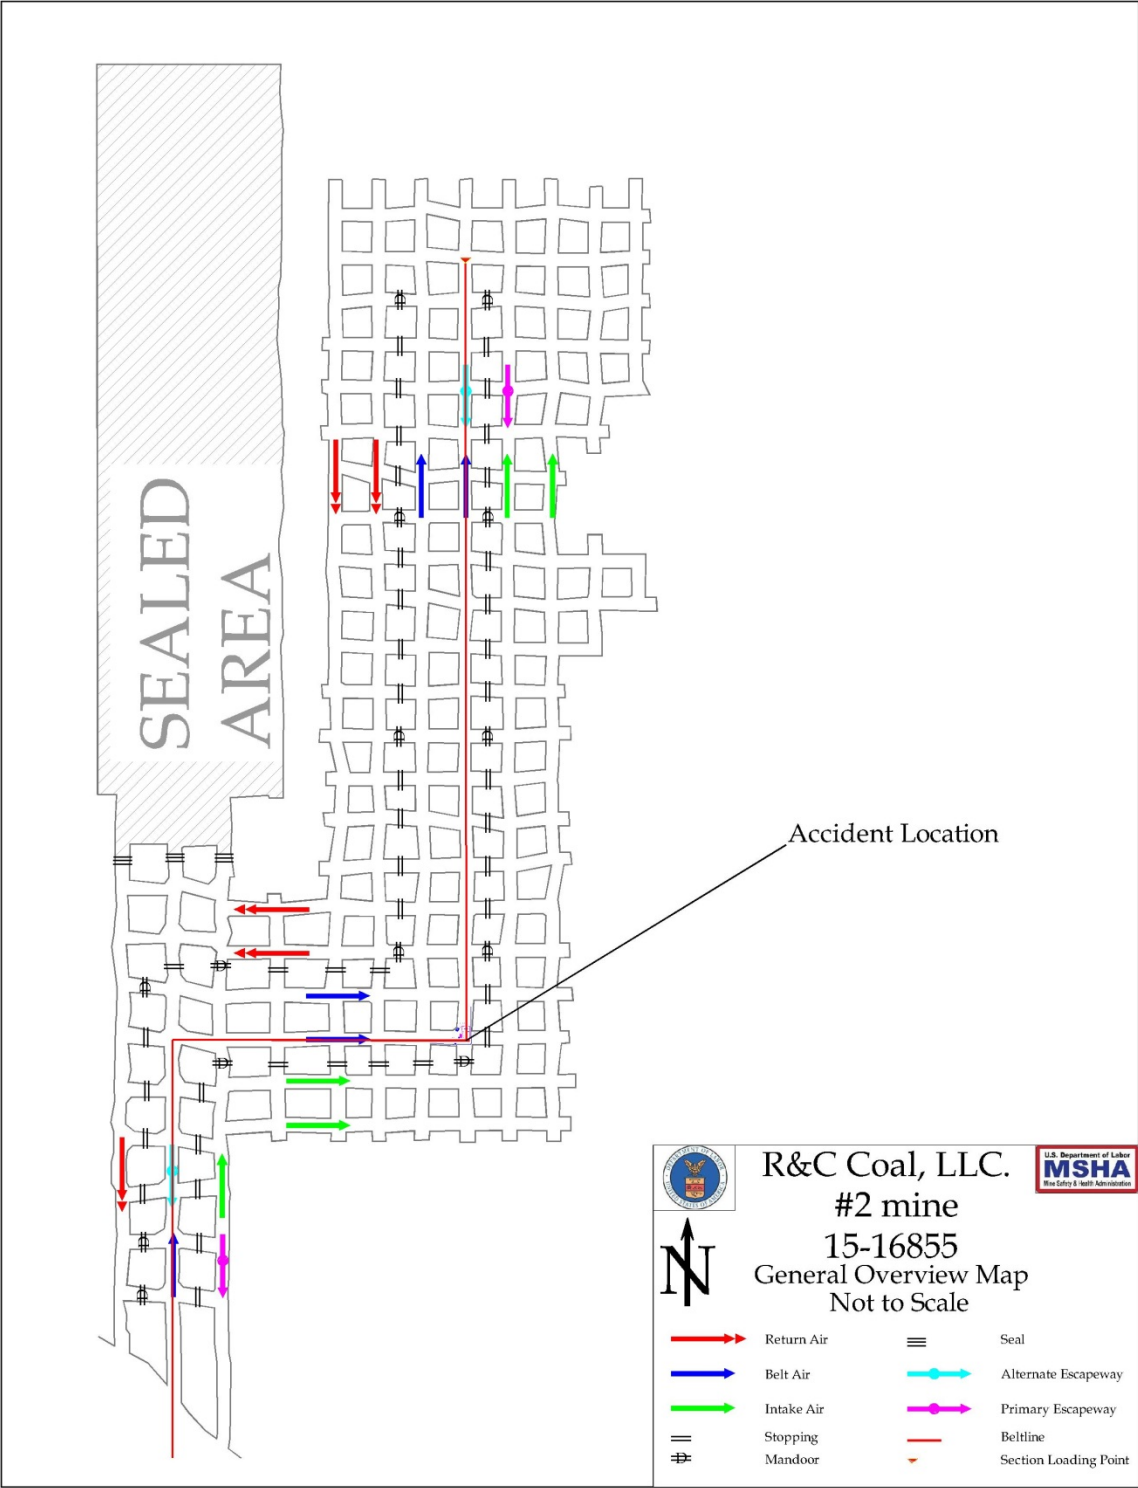 SEALED
AREA
Accident Location
R&C Coal, LLC.
#2 mine
15-16855
General Overview Map
Not to Scale
U.S. Department of Labor
MSHA
Mine Safety & Health Administration
N
Return Air
Seal
Belt Air
Alternate Escapeway
Intake Air
Primary Escapeway
Stopping
Beltline
Mandoor
Section Loading Point